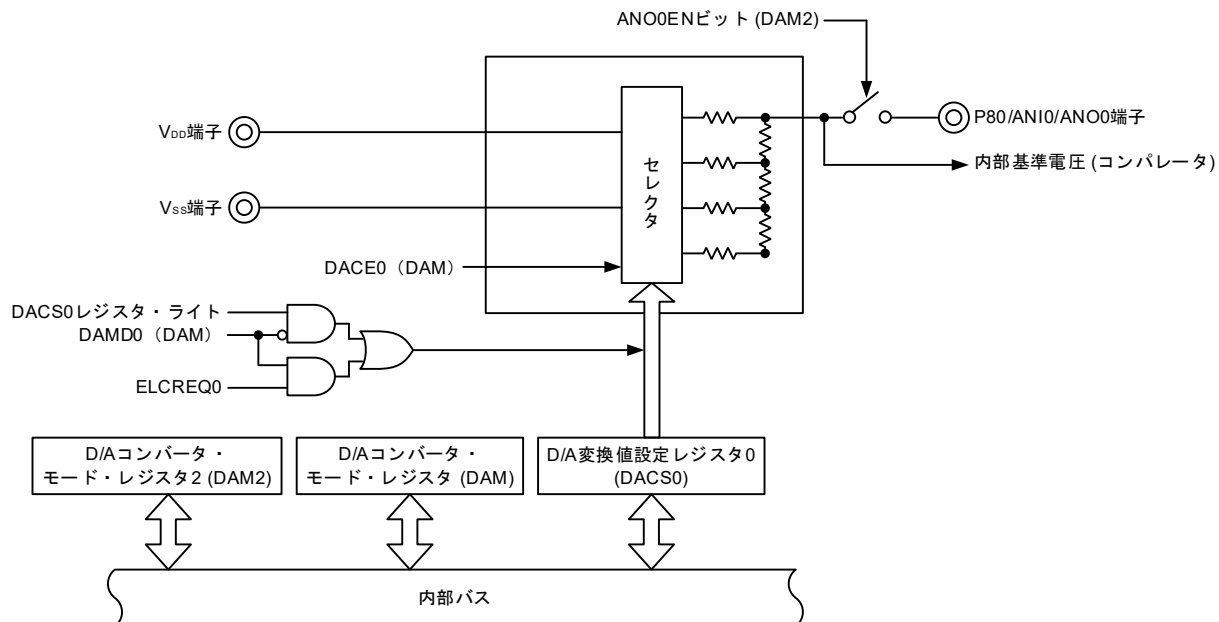 ANO0ENビット (DAM2)
VDD端子
P80/ANI0/ANO0端子
セレクタ
内部基準電圧 (コンパレータ)
VSS端子
DACE0（DAM）
DACS0レジスタ・ライト
DAMD0（DAM）
ELCREQ0
D/Aコンバータ・
モード・レジスタ2 (DAM2)
D/Aコンバータ・
モード・レジスタ (DAM)
D/A変換値設定レジスタ0
(DACS0)
内部バス